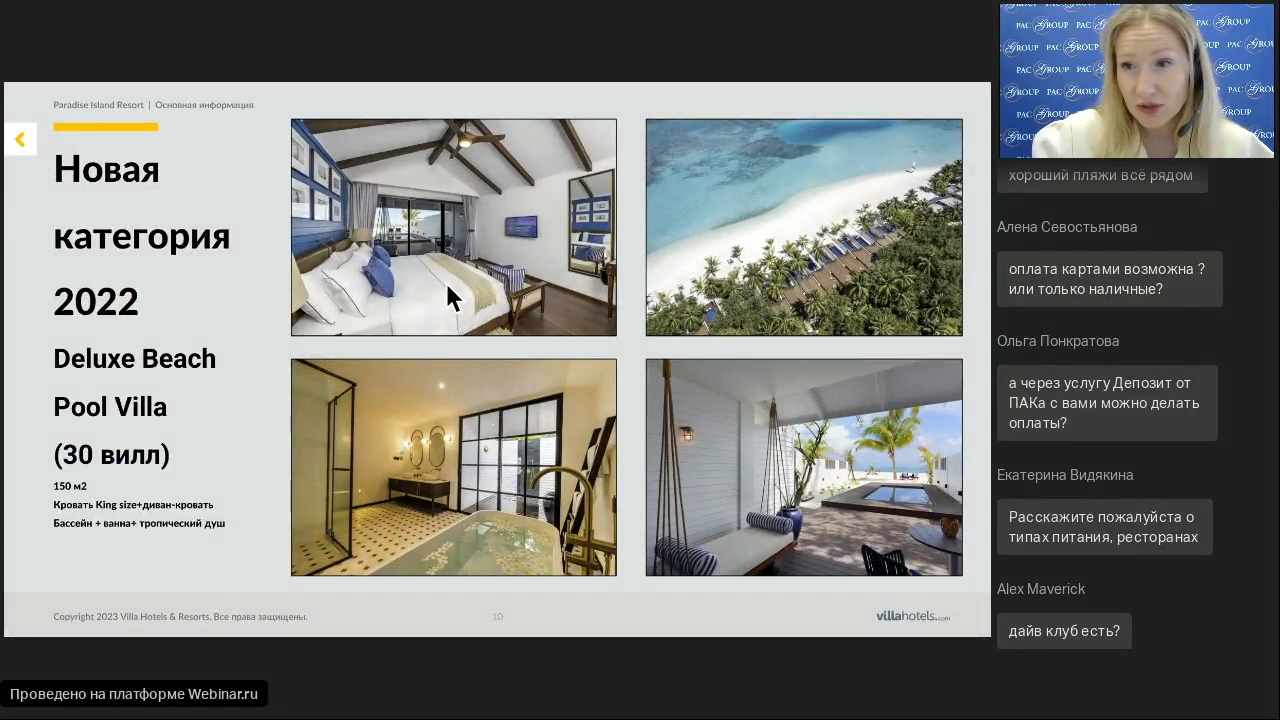 Paradise Island Resort | Основная информация
Новая
категория
2022
Deluxe Beach
Pool Villa
(30 вилл)
150 м2
Кровать King size+диван-кровать
Бассейн + ванна+ тропический душ
Copyright 2023 Villa Hotels & Resorts. Все права защищены.
10
villahotels.com
PAC GROUP
хороший пляжи всё рядом
Алена Севостьянова
оплата картами возможна ?
или только наличные?
Ольга Понкратова
а через услугу Депозит от
ПАКа с вами можно делать
оплаты?
Екатерина Видякина
Расскажите пожалуйста о
типах питания, ресторанах
Alex Maverick
дайв клуб есть?
Проведено на платформе Webinar.ru